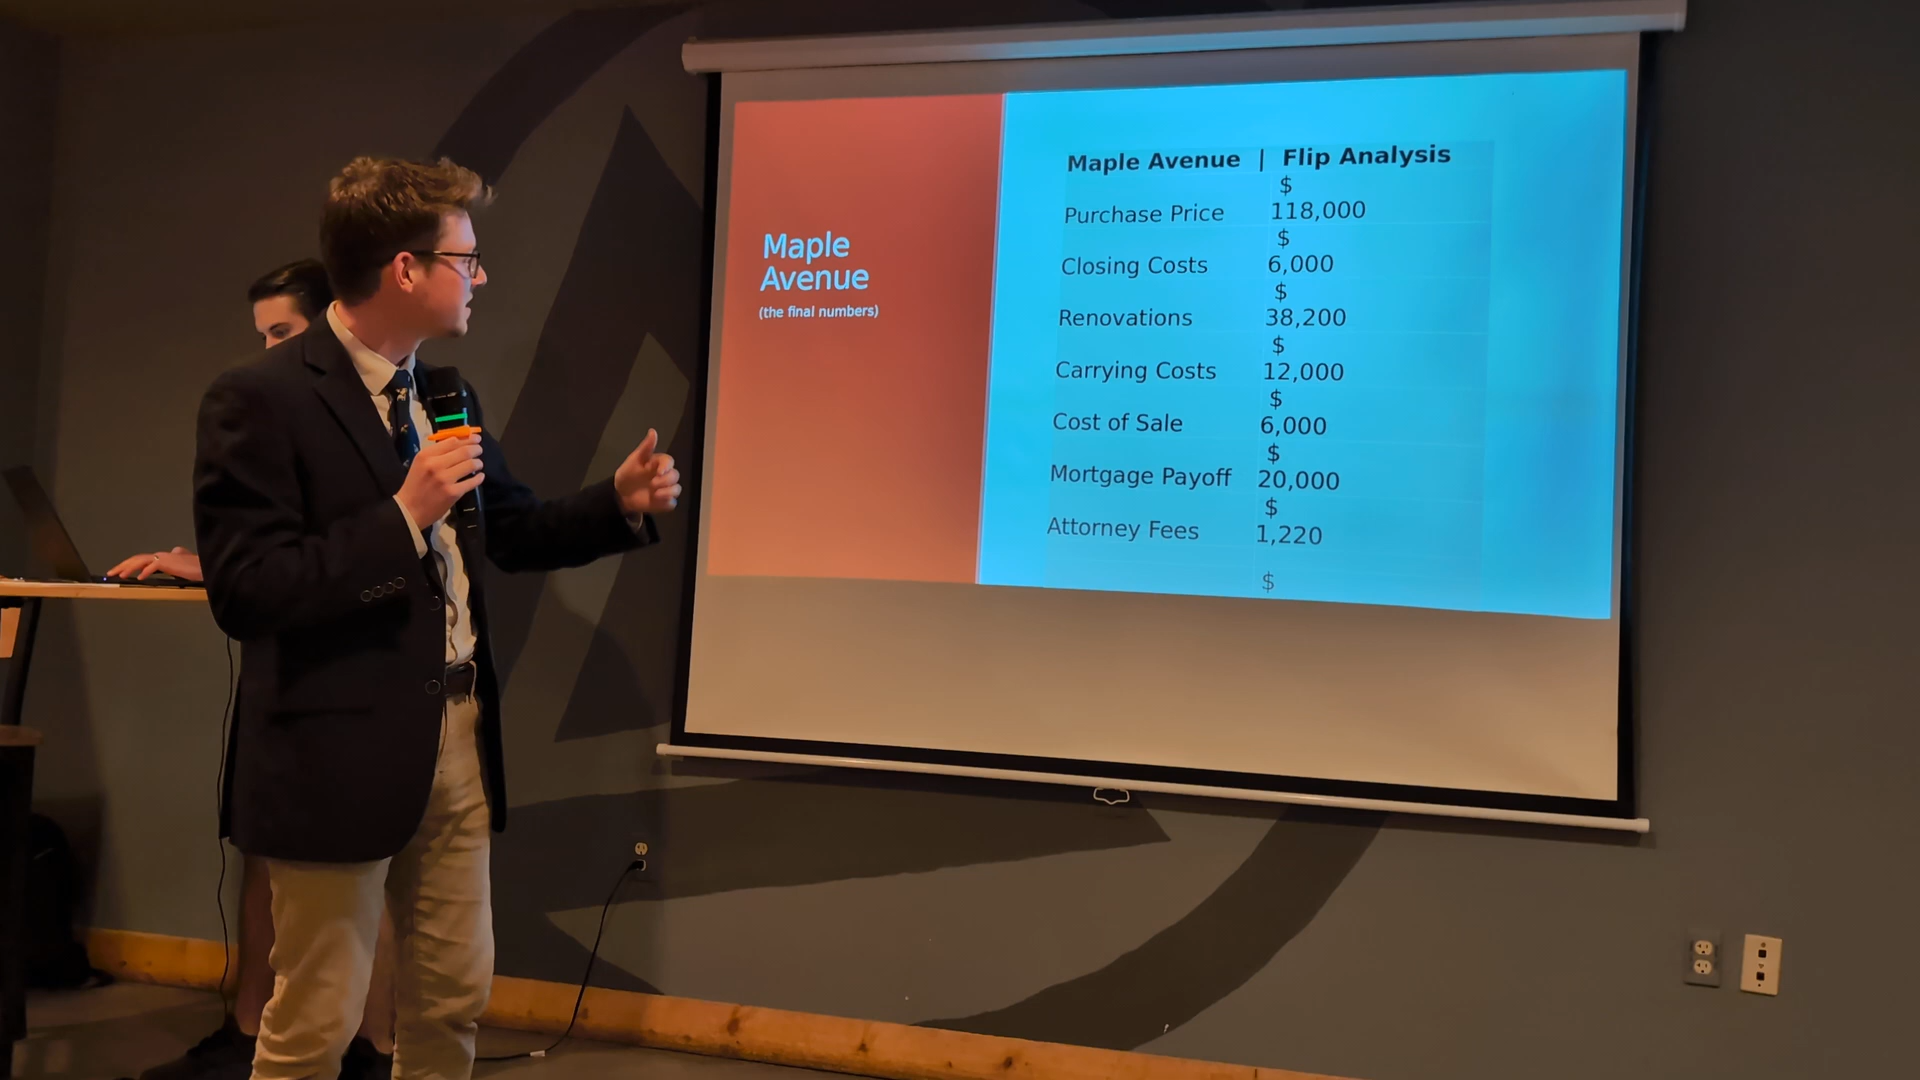 Maple
Avenue
(the final numbers)
Maple Avenue | Flip Analysis
$
Purchase Price 118,000
$
Closing Costs 6,000
$
Renovations 38,200
$
Carrying Costs 12,000
$
Cost of Sale 6,000
$
Mortgage Payoff 20,000
$
Attorney Fees 1,220
$